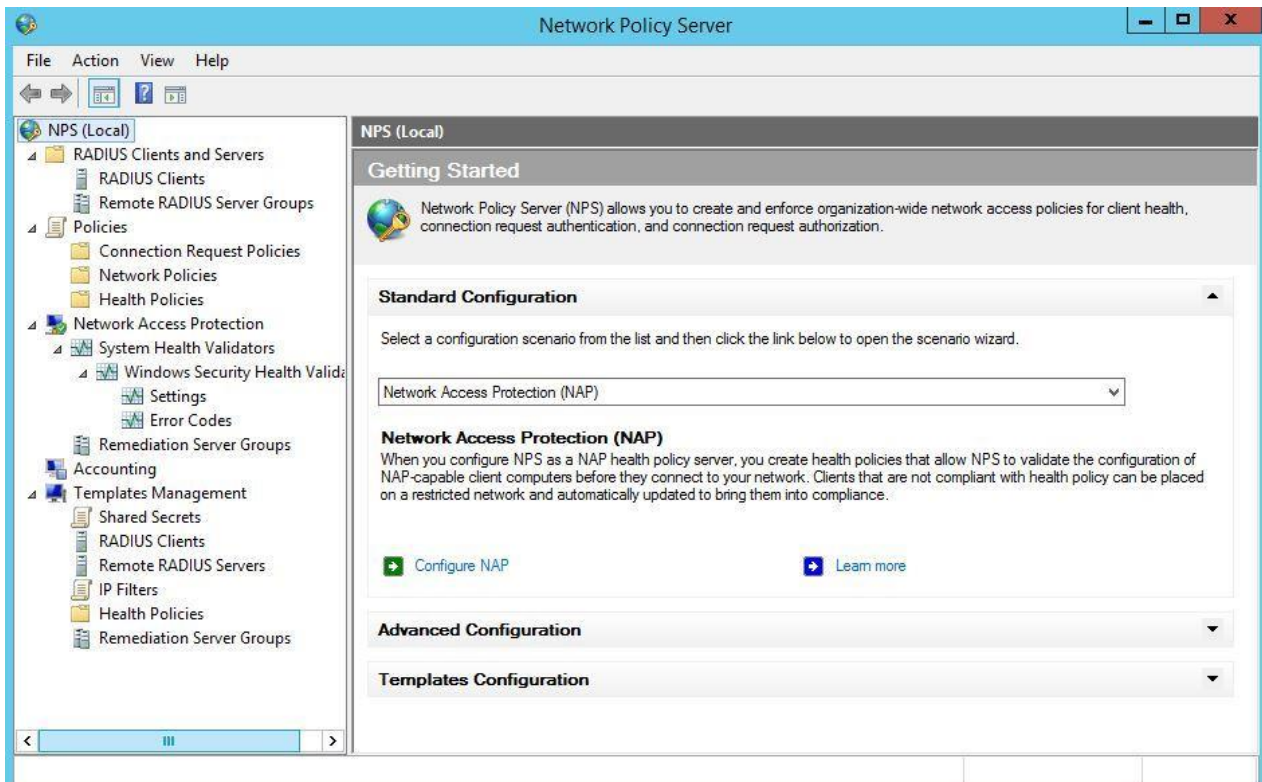 Network Policy Server
File Action View Help
NPS (Local)
RADIUS Clients and Servers
RADIUS Clients
Remote RADIUS Server Groups
Policies
Connection Request Policies
Network Policies
Health Policies
Network Access Protection
System Health Validators
Windows Security Health Valida
Settings
Error Codes
Remediation Server Groups
Accounting
Templates Management
Shared Secrets
RADIUS Clients
Remote RADIUS Servers
IP Filters
Health Policies
Remediation Server Groups
NPS (Local)
Getting Started
Network Policy Server (NPS) allows you to create and enforce organization-wide network access policies for client health,
connection request authentication, and connection request authorization.
Standard Configuration
Select a configuration scenario from the list and then click the link below to open the scenario wizard.
Network Access Protection (NAP)
Network Access Protection (NAP)
When you configure NPS as a NAP health policy server, you create health policies that allow NPS to validate the configuration of
NAP-capable client computers before they connect to your network. Clients that are not compliant with health policy can be placed
on a restricted network and automatically updated to bring them into compliance.
Configure NAP
Learn more
Advanced Configuration
Templates Configuration